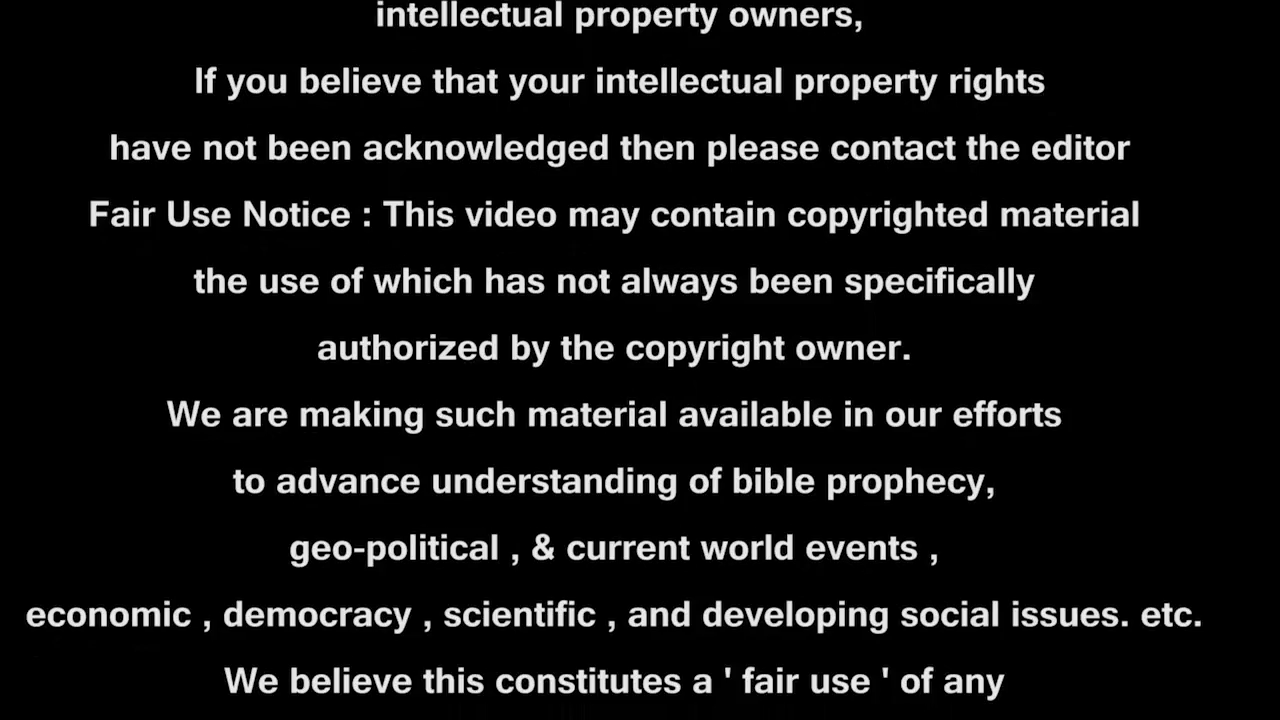 intellectual property owners,
If you believe that your intellectual property rights
have not been acknowledged then please contact the editor
Fair Use Notice : This video may contain copyrighted material
the use of which has not always been specifically
authorized by the copyright owner.
We are making such material available in our efforts
to advance understanding of bible prophecy,
geo-political , & current world events ,
economic , democracy , scientific , and developing social issues. etc.
We believe this constitutes a ' fair use ' of any